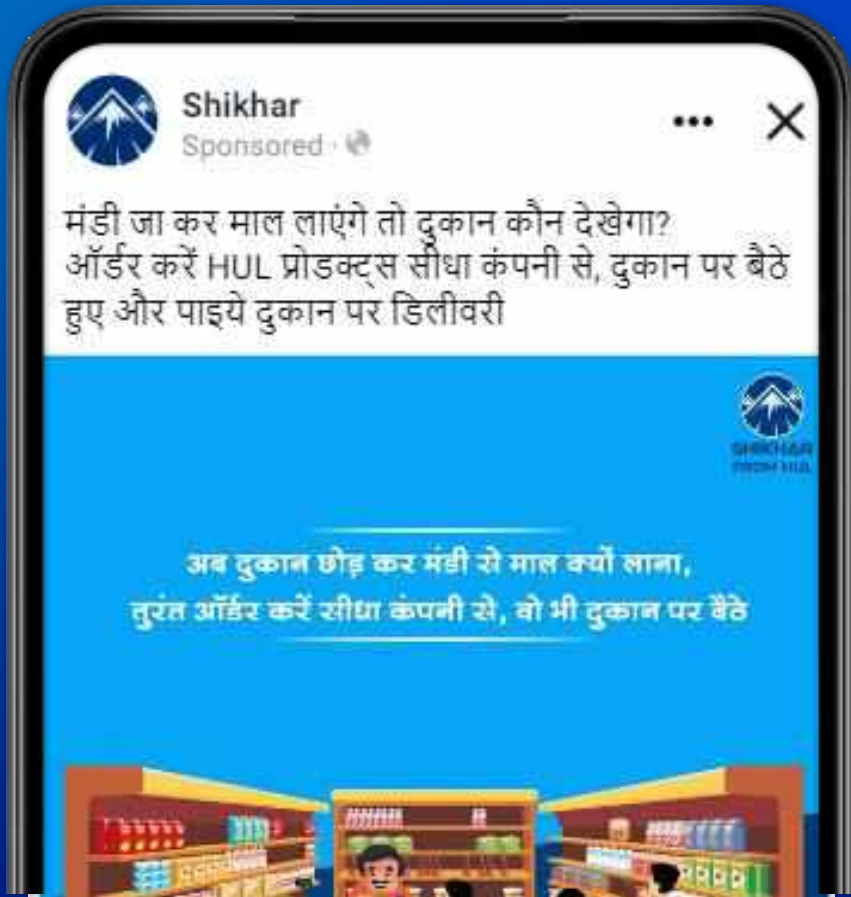 Shikhar
Sponsored ·
मंडी जा कर माल लाएंगे तो दुकान कौन देखेगा?
ऑर्डर करें HUL प्रोडक्ट्स सीधा कंपनी से, दुकान पर बैठे
हुए और पाइये दुकान पर डिलीवरी
SHIKHAR
FROM HUL
अब दुकान छोड़ कर मंडी से माल क्यों लाना,
तुरंत ऑर्डर करें सीधा कंपनी से, वो भी दुकान पर बैठे